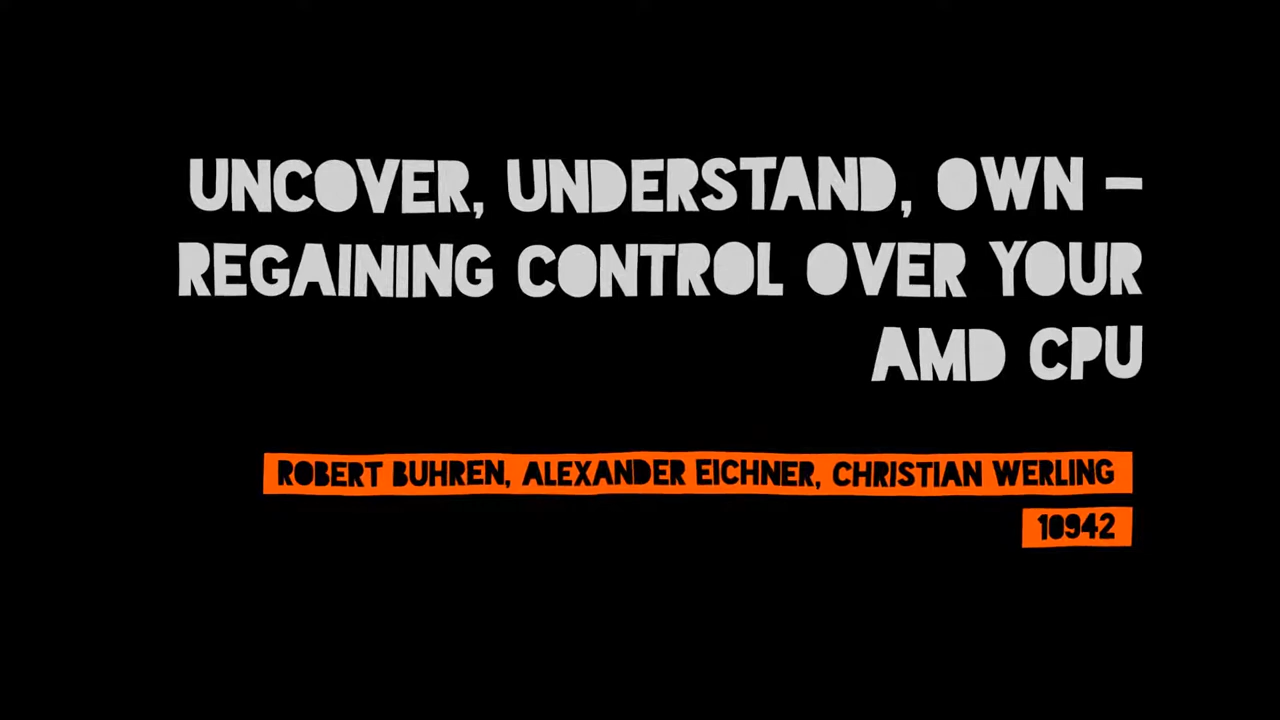 UNCOVER, UNDERSTAND, OWN –
REGAINING CONTROL OVER YOUR
AMD CPU
ROBERT BUHREN, ALEXANDER EICHNER, CHRISTIAN WERLING
10942